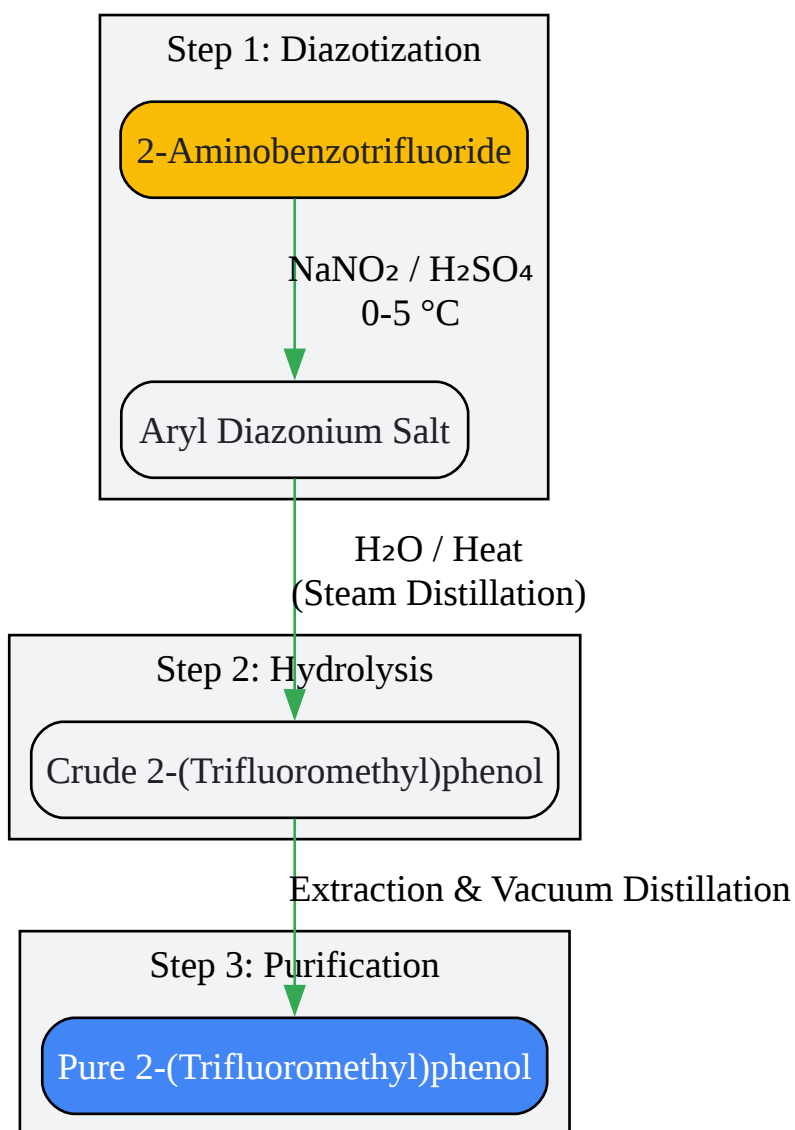 Step 1: Diazotization
2-Aminobenzotrifluoride
NaNO₂ / H₂SO₄
0-5 °C
Aryl Diazonium Salt
H₂O / Heat
(Steam Distillation)
Step 2: Hydrolysis
Crude 2-(Trifluoromethyl)phenol
Extraction & Vacuum Distillation
Step 3: Purification
Pure 2-(Trifluoromethyl)phenol